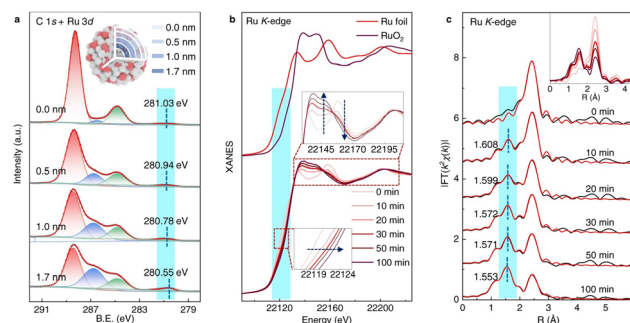 a
C 1s + Ru 3d
0.0 nm
0.5 nm
1.0 nm
1.7 nm
0.0 nm
281.03 eV
0.5 nm
280.94 eV
1.0 nm
280.78 eV
1.7 nm
280.55 eV
Intensity (a.u.)
291 287 283 279
B.E. (eV)
b
Ru K-edge
Ru foil
RuO2
XANES
22145 22170 22195
0 min
10 min
20 min
30 min
50 min
100 min
22119 22124
22120 22160 22200
Energy (eV)
c
Ru K-edge
0 1 2 3 4
R (Å)
0 min
1.608
10 min
1.599
20 min
1.572
30 min
1.571
50 min
1.553
100 min
IFT(k²χ(k))I
8
6
4
2
0
0 1 2 3 4 5
R (Å)